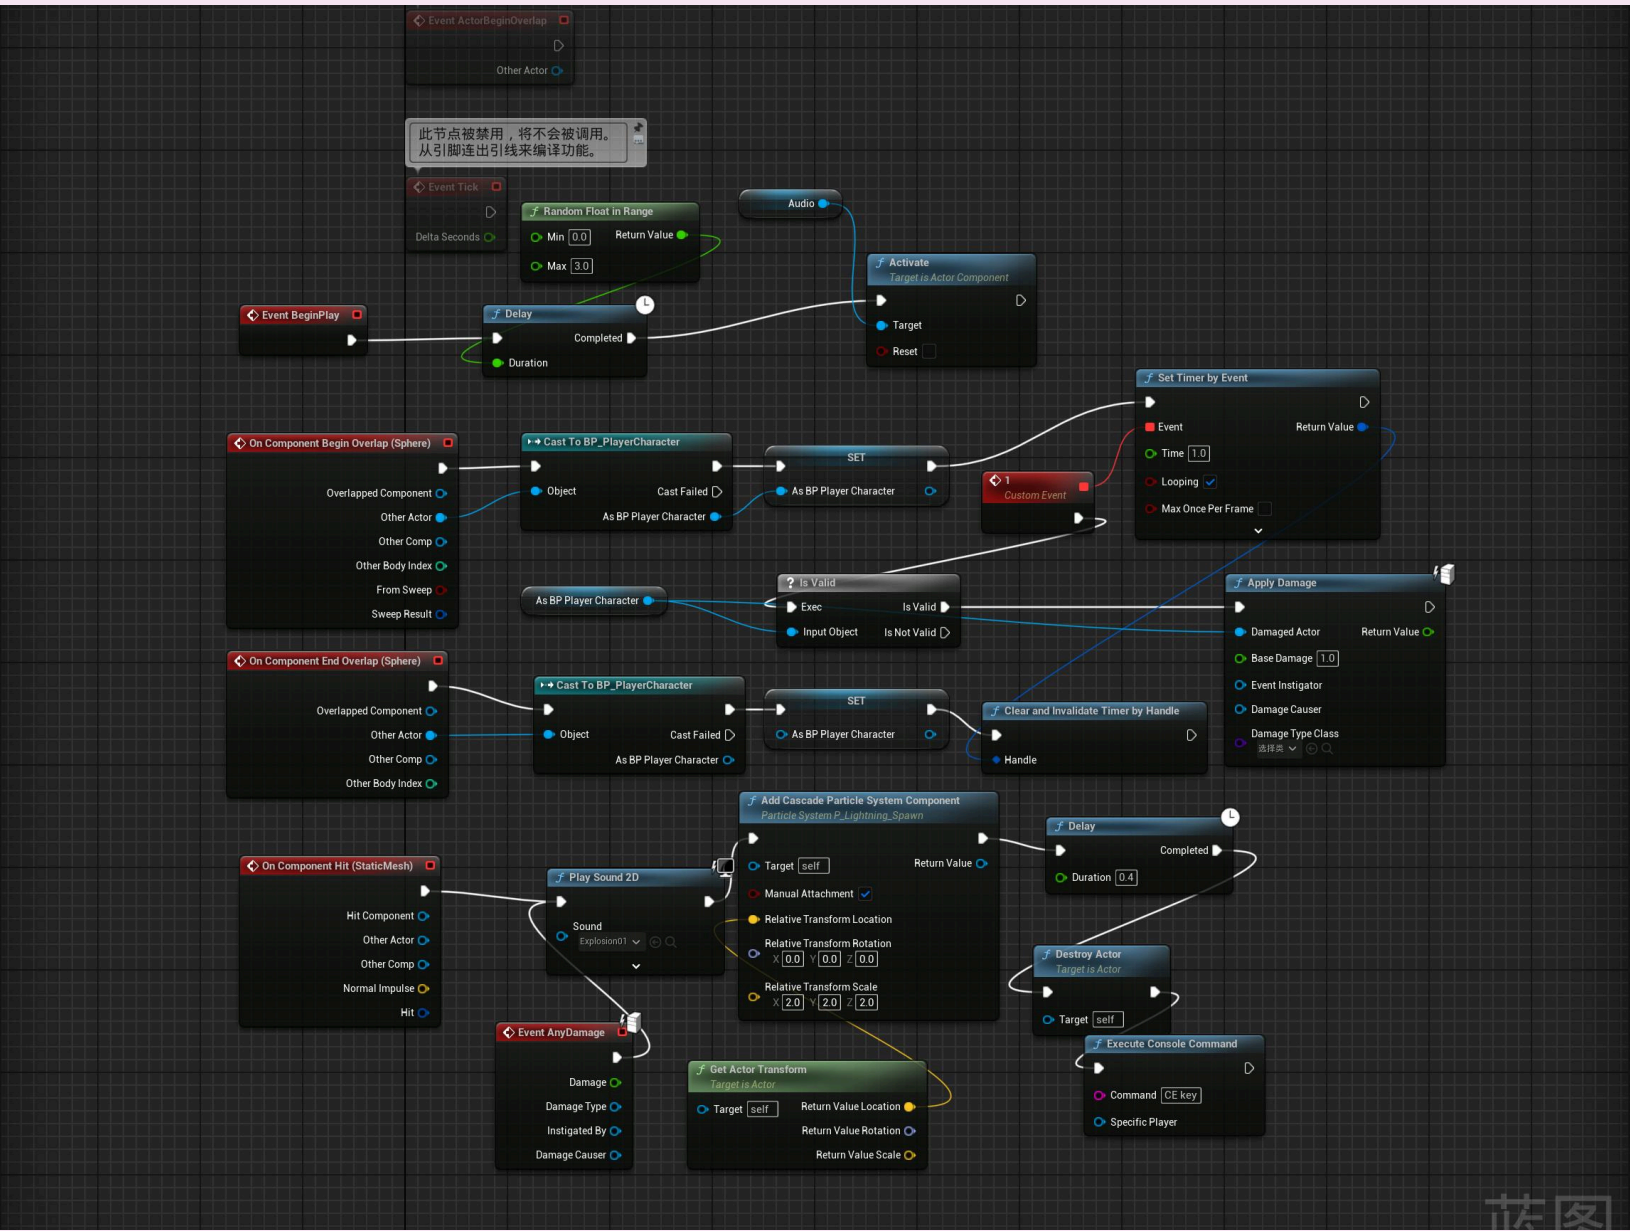 Event ActorBeginOverlap
Other Actor
此节点被禁用，将不会被调用。
从引脚连出引线来编译功能。
Event Tick
Delta Seconds
Random Float in Range
Min 0.0
Return Value
Max 3.0
Audio
Activate
Target is Actor Component
Target
Reset
Event BeginPlay
Delay
Completed
Duration
Set Timer by Event
Event
Return Value
Time 1.0
Looping
Max Once Per Frame
On Component Begin Overlap (Sphere)
Overlapped Component
Other Actor
Other Comp
Other Body Index
From Sweep
Sweep Result
Cast To BP_PlayerCharacter
Object
Cast Failed
As BP Player Character
SET
As BP Player Character
1
Custom Event
As BP Player Character
? Is Valid
Exec
Is Valid
Input Object
Is Not Valid
Apply Damage
Damaged Actor
Return Value
Base Damage 1.0
Event Instigator
Damage Causer
Damage Type Class
选择类
On Component End Overlap (Sphere)
Overlapped Component
Other Actor
Other Comp
Other Body Index
Cast To BP_PlayerCharacter
Object
Cast Failed
As BP Player Character
SET
As BP Player Character
Clear and Invalidate Timer by Handle
Handle
On Component Hit (StaticMesh)
Hit Component
Other Actor
Other Comp
Normal Impulse
Hit
Play Sound 2D
Sound
Explosion01
Add Cascade Particle System Component
Particle System P_Lightning_Spawn
Target self
Return Value
Manual Attachment
Relative Transform Location
Relative Transform Rotation
X 0.0 Y 0.0 Z 0.0
Relative Transform Scale
X 2.0 Y 2.0 Z 2.0
Delay
Completed
Duration 0.4
Destroy Actor
Target is Actor
Target self
Event AnyDamage
Damage
Damage Type
Instigated By
Damage Causer
Get Actor Transform
Target is Actor
Target self
Return Value Location
Return Value Rotation
Return Value Scale
Execute Console Command
Command CE key
Specific Player
蓝图